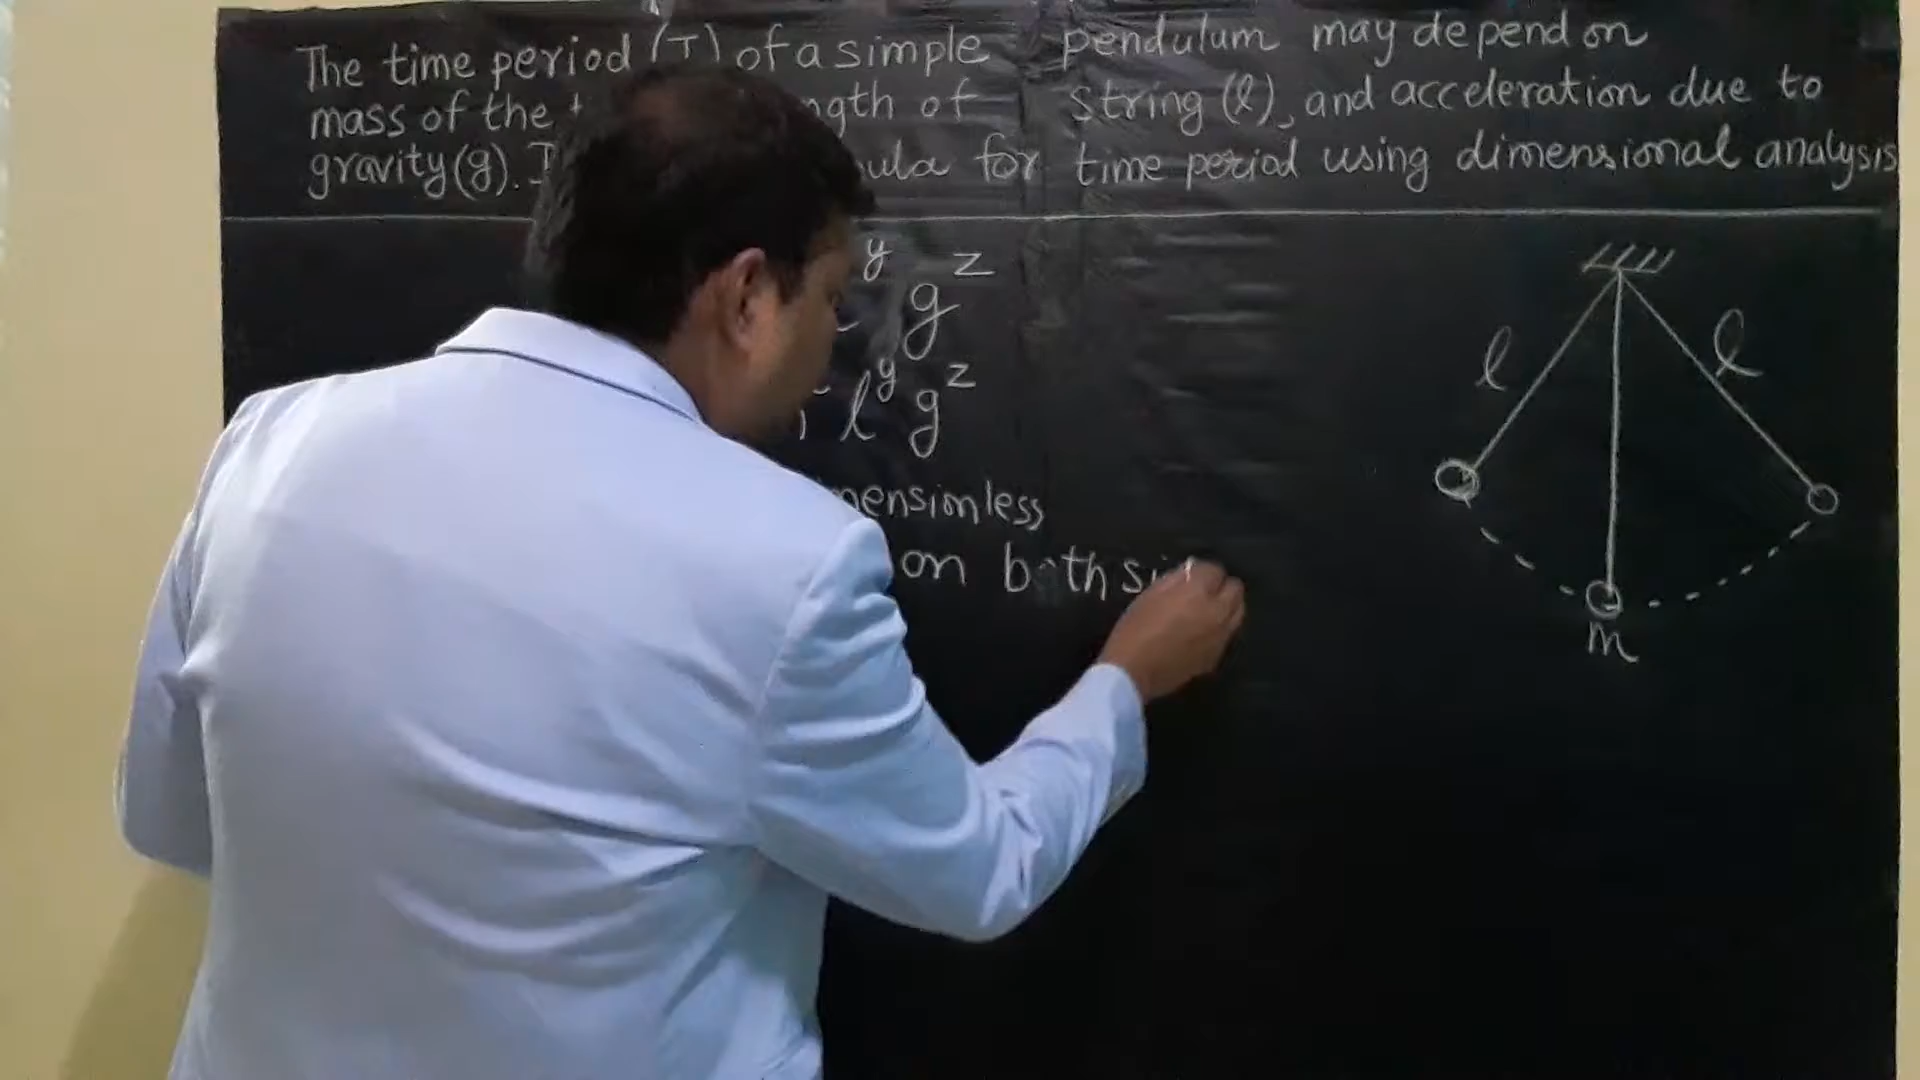 The time period (T) of a simple pendulum may depend on
mass of the ngth of string (l), and acceleration due to
gravity (g). ula for time period using dimensional analysis
y z
g
l^y g^z
mensionless
on both si
l
l
m